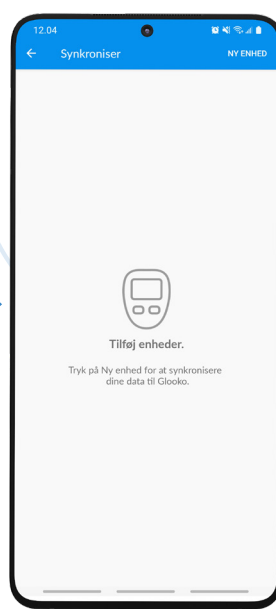 12.04
Synkroniser
NY ENHED
Tilføj enheder.
Tryk på Ny enhed for at synkronisere
dine data til Glooko.